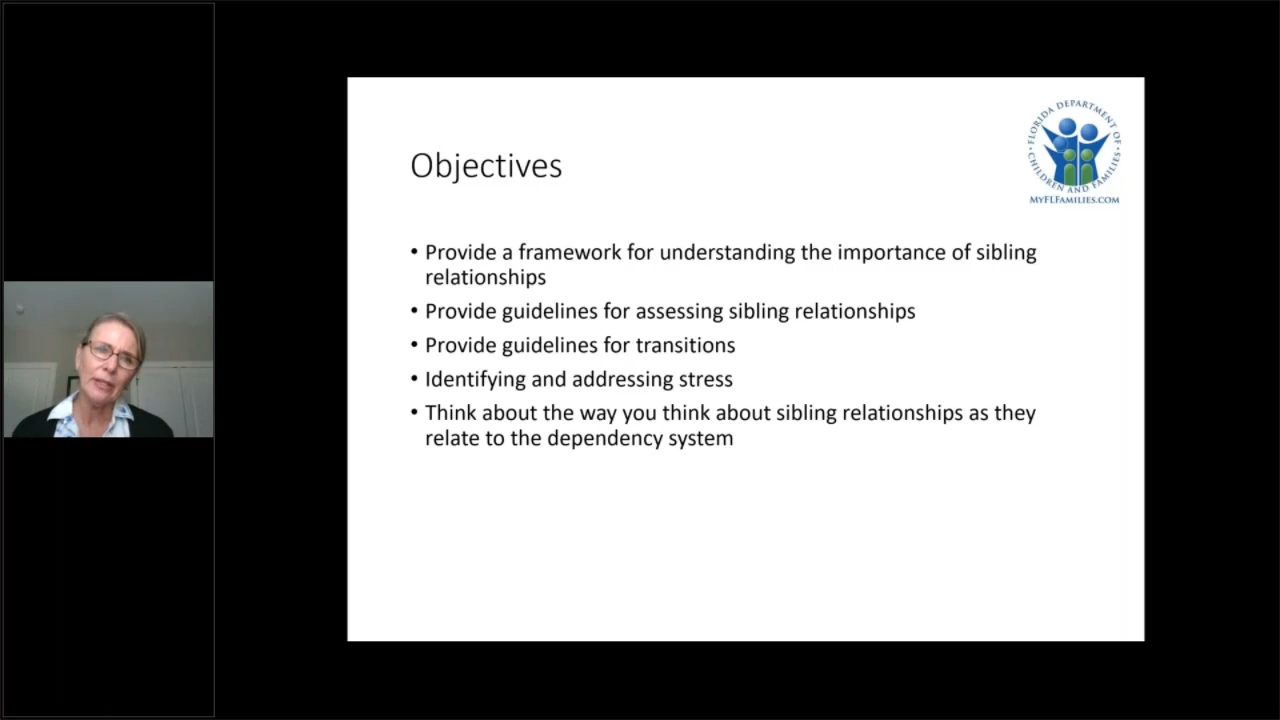 Objectives
FLORIDA DEPARTMENT OF
CHILDREN AND FAMILIES
MYFLFAMILIES.COM
• Provide a framework for understanding the importance of sibling
relationships
• Provide guidelines for assessing sibling relationships
• Provide guidelines for transitions
• Identifying and addressing stress
• Think about the way you think about sibling relationships as they
relate to the dependency system